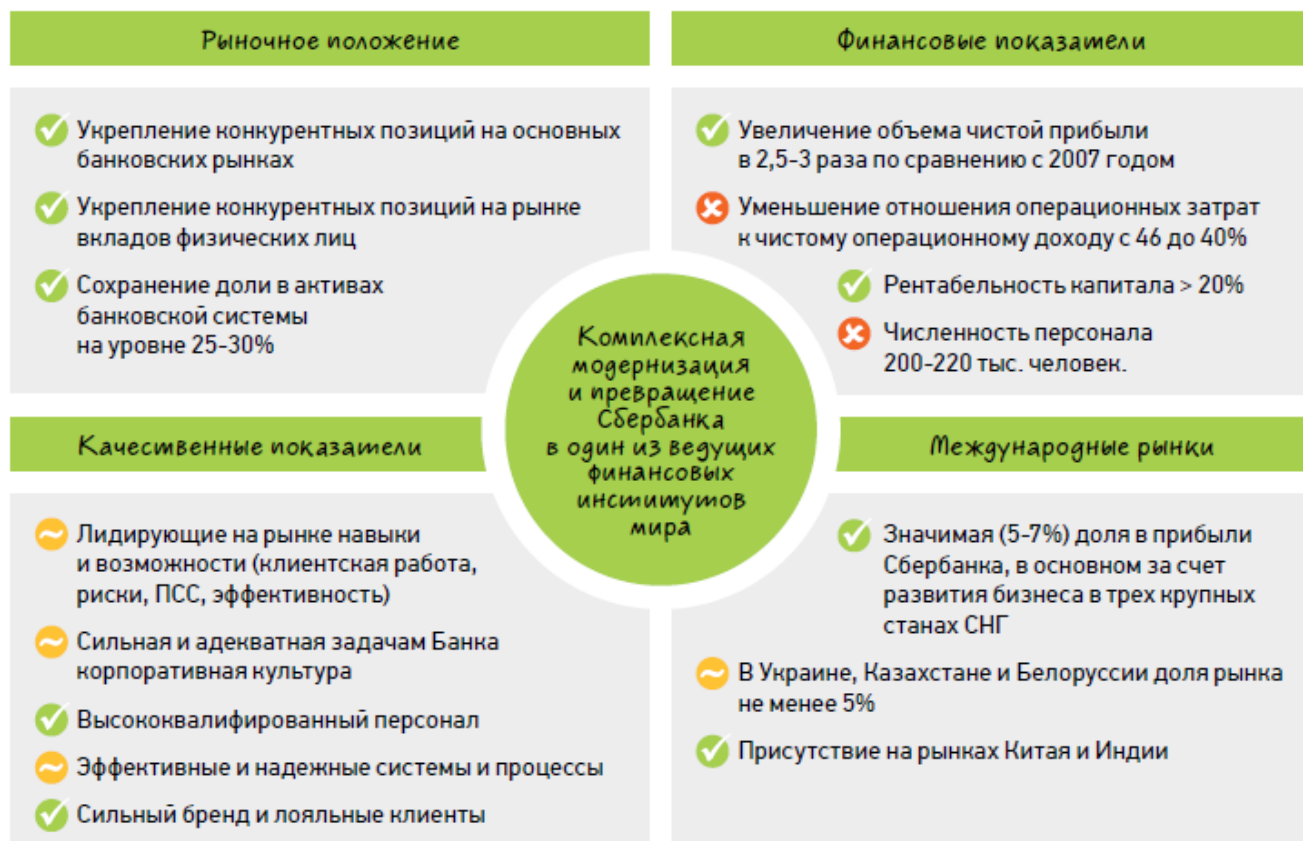 Рыночное положение
Укрепление конкурентных позиций на основных
банковских рынках
Укрепление конкурентных позиций на рынке
вкладов физических лиц
Сохранение доли в активах
банковской системы
на уровне 25-30%
Финансовые показатели
Увеличение объема чистой прибыли
в 2,5-3 раза по сравнению с 2007 годом
Уменьшение отношения операционных затрат
к чистому операционному доходу с 46 до 40%
Рентабельность капитала > 20%
Численность персонала
200-220 тыс. человек.
Комплексная
модернизация
и превращение
Сбербанка
в один из ведущих
финансовых
институтов
мира
Качественные показатели
Лидирующие на рынке навыки
и возможности (клиентская работа,
риски, ПСС, эффективность)
Сильная и адекватная задачам Банка
корпоративная культура
Высококвалифированный персонал
Эффективные и надежные системы и процессы
Сильный бренд и лояльные клиенты
Международные рынки
Значимая (5-7%) доля в прибыли
Сбербанка, в основном за счет
развития бизнеса в трех крупных
станах СНГ
В Украине, Казахстане и Белоруссии доля рынка
не менее 5%
Присутствие на рынках Китая и Индии